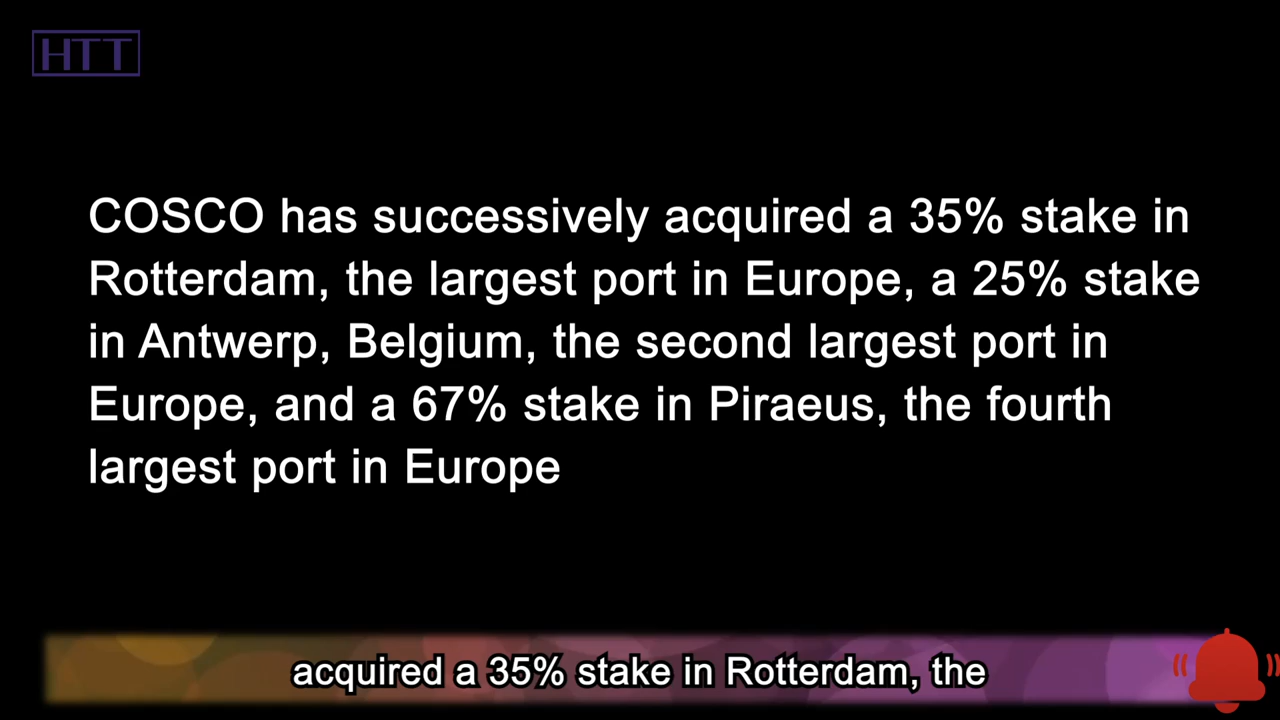 HTT
COSCO has successively acquired a 35% stake in
Rotterdam, the largest port in Europe, a 25% stake
in Antwerp, Belgium, the second largest port in
Europe, and a 67% stake in Piraeus, the fourth
largest port in Europe
acquired a 35% stake in Rotterdam, the